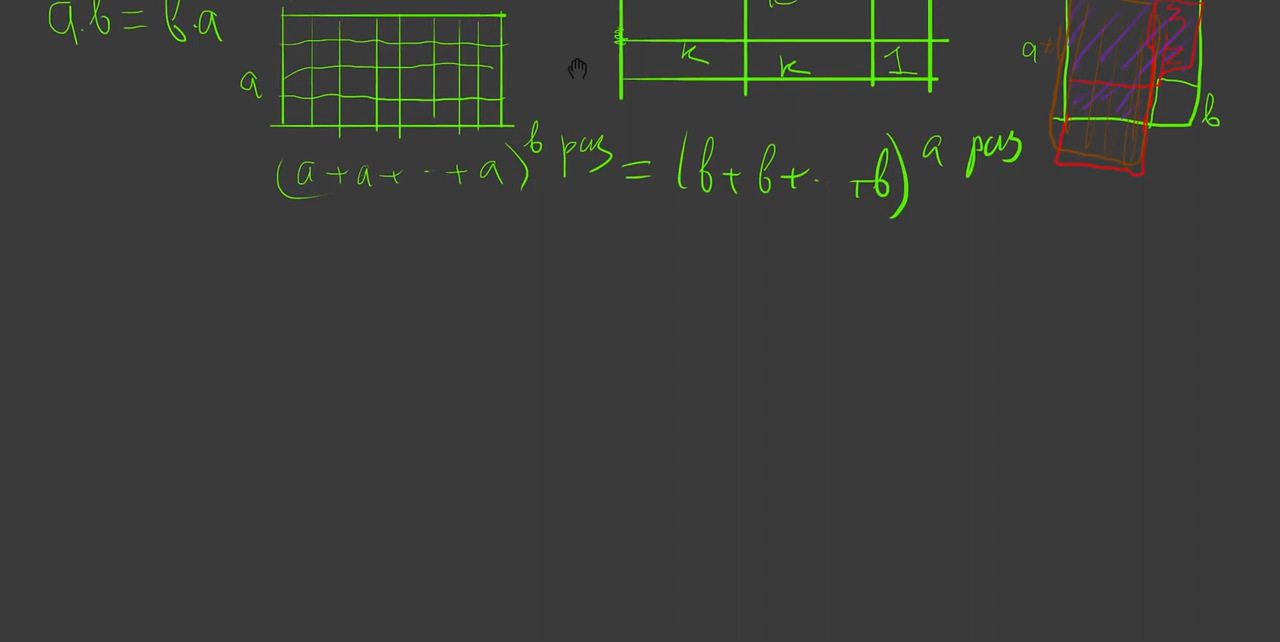 a.b = b.a
a
k k 1
a+
b
(a + a + ... + a) b раз = (b + b + ... + b) a раз